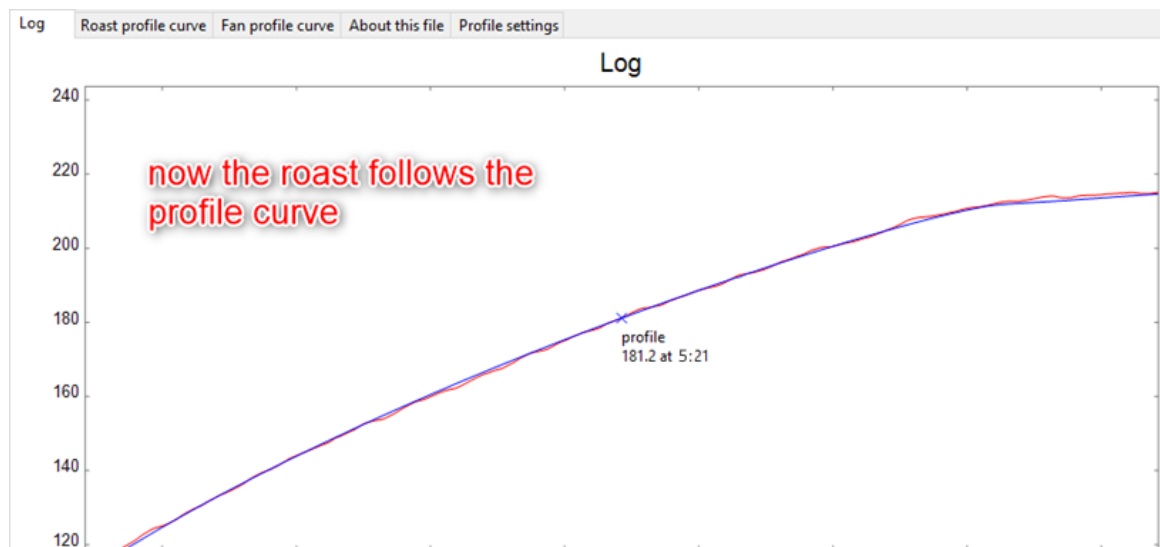 Log Roast profile curve Fan profile curve About this file Profile settings
Log
240
220
now the roast follows the
profile curve
200
180
profile
181.2 at 5:21
160
140
120